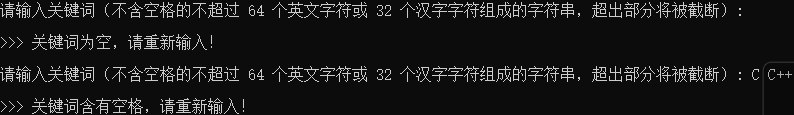 请输入关键词（不含空格的不超过 64 个英文字符或 32 个汉字字符组成的字符串，超出部分将被截断）：
>>> 关键词为空，请重新输入！
请输入关键词（不含空格的不超过 64 个英文字符或 32 个汉字字符组成的字符串，超出部分将被截断）：C C++
>>> 关键词含有空格，请重新输入！